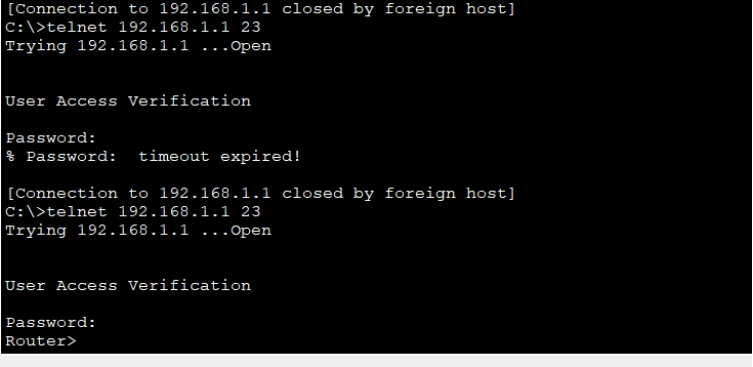 [Connection to 192.168.1.1 closed by foreign host]
C:\>telnet 192.168.1.1 23
Trying 192.168.1.1 ...Open
User Access Verification
Password:
% Password:  timeout expired!
[Connection to 192.168.1.1 closed by foreign host]
C:\>telnet 192.168.1.1 23
Trying 192.168.1.1 ...Open
User Access Verification
Password:
Router>